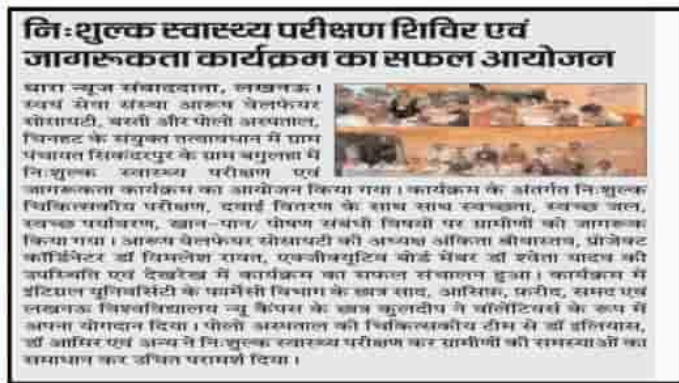 निःशुल्क स्वास्थ्य परीक्षण शिविर एवं
जागरूकता कार्यक्रम का सफल आयोजन
धारा न्यूज संवाददाता, लखनऊ।
स्वयं सेवी संस्था आरूष वेलफेयर
सोसायटी, बस्ती और पोलो अस्पताल,
चिनहट के संयुक्त तत्वावधान में ग्राम
पंचायत सिकंदरपुर के ग्राम बघुलहा में
निःशुल्क स्वास्थ्य परीक्षण एवं
जागरूकता कार्यक्रम का आयोजन किया गया। कार्यक्रम के अंतर्गत निःशुल्क
चिकित्सकीय परीक्षण, दवाई वितरण के साथ साथ स्वच्छता, स्वच्छ जल,
स्वच्छ पर्यावरण, खान-पान/ पोषण संबंधी विषयों पर ग्रामीणों को जागरूक
किया गया। आरूष वेलफेयर सोसायटी की अध्यक्ष अंकिता श्रीवास्तव, प्रोजेक्ट
कॉर्डिनेटर डॉ विमलेश रावत, एक्जीक्यूटिव बोर्ड मेंबर डॉ श्वेता यादव की
उपस्थिति एवं देखरेख में कार्यक्रम का सफल संचालन हुआ। कार्यक्रम में
इंटिग्रल यूनिवर्सिटी के फार्मेसी विभाग के छात्र साद, आसिफ, फरीद, समद एवं
लखनऊ विश्वविद्यालय न्यू कैंपस के छात्र कुलदीप ने वॉलंटियर्स के रूप में
अपना योगदान दिया। पोलो अस्पताल की चिकित्सकीय टीम से डॉ इलियास,
डॉ आमिर एवं अन्य ने निःशुल्क स्वास्थ्य परीक्षण कर ग्रामीणों की समस्याओं का
समाधान कर उचित परामर्श दिया।